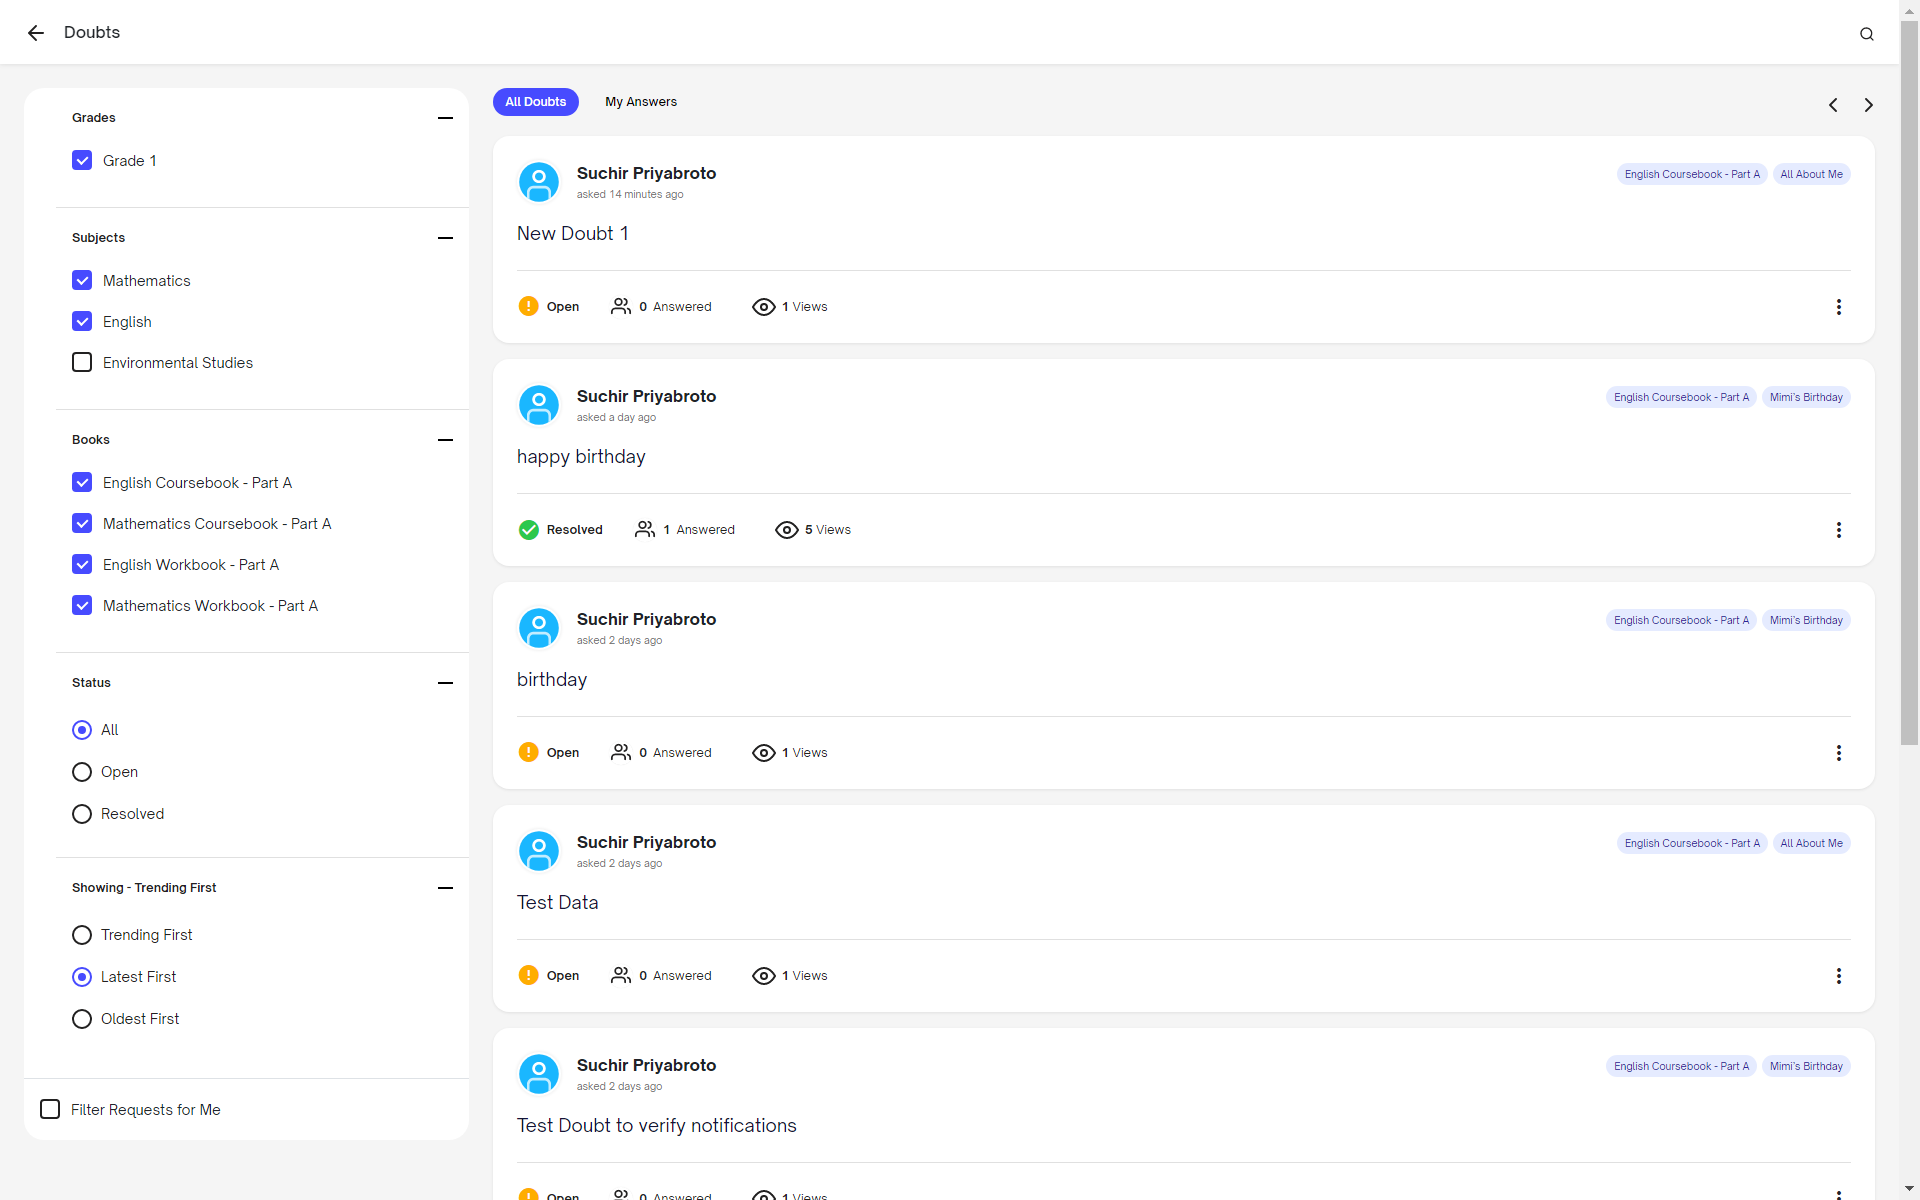 Doubts
Grades
Grade 1
Subjects
Mathematics
English
Environmental Studies
Books
English Coursebook - Part A
Mathematics Coursebook - Part A
English Workbook - Part A
Mathematics Workbook - Part A
Status
All
Open
Resolved
Showing - Trending First
Trending First
Latest First
Oldest First
Filter Requests for Me
All Doubts My Answers
Suchir Priyabroto English Coursebook - Part A All About Me
asked 14 minutes ago
New Doubt 1
Open 0 Answered 1 Views
Suchir Priyabroto English Coursebook - Part A Mimi's Birthday
asked a day ago
happy birthday
Resolved 1 Answered 5 Views
Suchir Priyabroto English Coursebook - Part A Mimi's Birthday
asked 2 days ago
birthday
Open 0 Answered 1 Views
Suchir Priyabroto English Coursebook - Part A All About Me
asked 2 days ago
Test Data
Open 0 Answered 1 Views
Suchir Priyabroto English Coursebook - Part A Mimi's Birthday
asked 2 days ago
Test Doubt to verify notifications
Open 0 Answered 1 Views